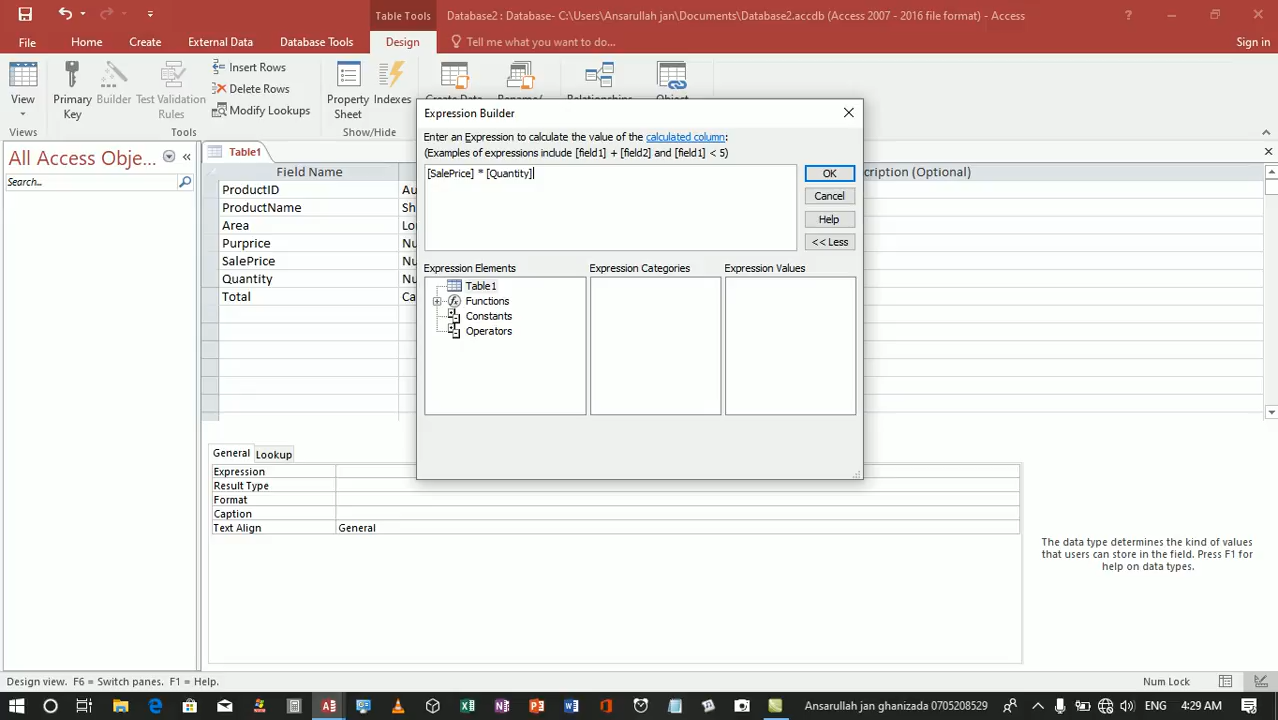 Table Tools
Database2 : Database- C:\Users\Ansarullah jan\Documents\Database2.accdb (Access 2007 - 2016 file format) - Access
File
Home
Create
External Data
Database Tools
Design
Tell me what you want to do...
Sign in
View
Primary Key
Builder
Test Validation Rules
Insert Rows
Delete Rows
Modify Lookups
Property Sheet
Indexes
Create Data
Rename/
Relationships
Object
Views
Tools
Show/Hide
All Access Obje...
Search...
Table1
Field Name
cription (Optional)
ProductID
Au
ProductName
Sh
Area
Lo
Purprice
Nu
SalePrice
Nu
Quantity
Nu
Total
Ca
Expression Builder
Enter an Expression to calculate the value of the calculated column:
(Examples of expressions include [field1] + [field2] and [field1] < 5)
[SalePrice] * [Quantity]
OK
Cancel
Help
<< Less
Expression Elements
Expression Categories
Expression Values
Table1
Functions
Constants
Operators
General
Lookup
Expression
Result Type
Format
Caption
Text Align
General
The data type determines the kind of values
that users can store in the field. Press F1 for
help on data types.
Design view. F6 = Switch panes. F1 = Help.
Num Lock
Ansarullah jan ghanizada 0705208529
ENG
4:29 AM